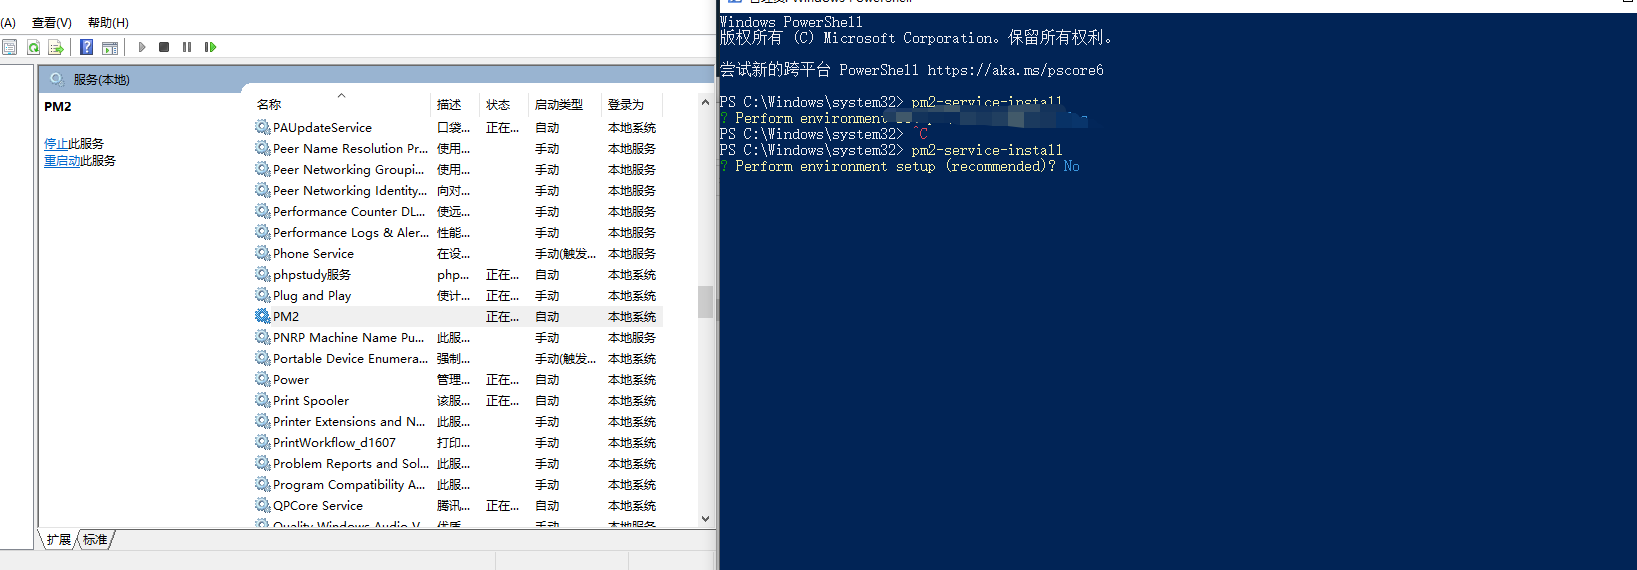 (A) 查看(V) 帮助(H)
服务(本地)
PM2
停止此服务
重启动此服务
名称 描述 状态 启动类型 登录为
PAUpdateService 口袋... 正在... 自动 本地系统
Peer Name Resolution Pr... 使用... 手动 本地服务
Peer Networking Groupi... 使用... 手动 本地服务
Peer Networking Identity... 向对... 手动 本地服务
Performance Counter DL... 使远... 手动 本地服务
Performance Logs & Aler... 性能... 手动 本地服务
Phone Service 在设... 手动(触发... 本地服务
phpstudy服务 php... 正在... 自动 本地系统
Plug and Play 使计... 正在... 手动 本地系统
PM2 正在... 自动 本地系统
PNRP Machine Name Pu... 此服... 手动 本地服务
Portable Device Enumera... 强制... 手动(触发... 本地系统
Power 管理... 正在... 自动 本地系统
Print Spooler 该服... 正在... 自动 本地系统
Printer Extensions and N... 此服... 手动 本地系统
PrintWorkflow_d1607 打印... 手动 本地系统
Problem Reports and Sol... 此服... 手动 本地系统
Program Compatibility A... 此服... 手动 本地系统
QPCore Service 腾讯... 正在... 自动 本地系统
Quality Windows Audio V... 优质... 手动 本地服务
扩展 标准
Windows PowerShell
版权所有 (C) Microsoft Corporation。保留所有权利。
尝试新的跨平台 PowerShell https://aka.ms/pscore6
PS C:\Windows\system32> pm2-service-install
? Perform environment
PS C:\Windows\system32> ^C
PS C:\Windows\system32> pm2-service-install
? Perform environment setup (recommended)? No